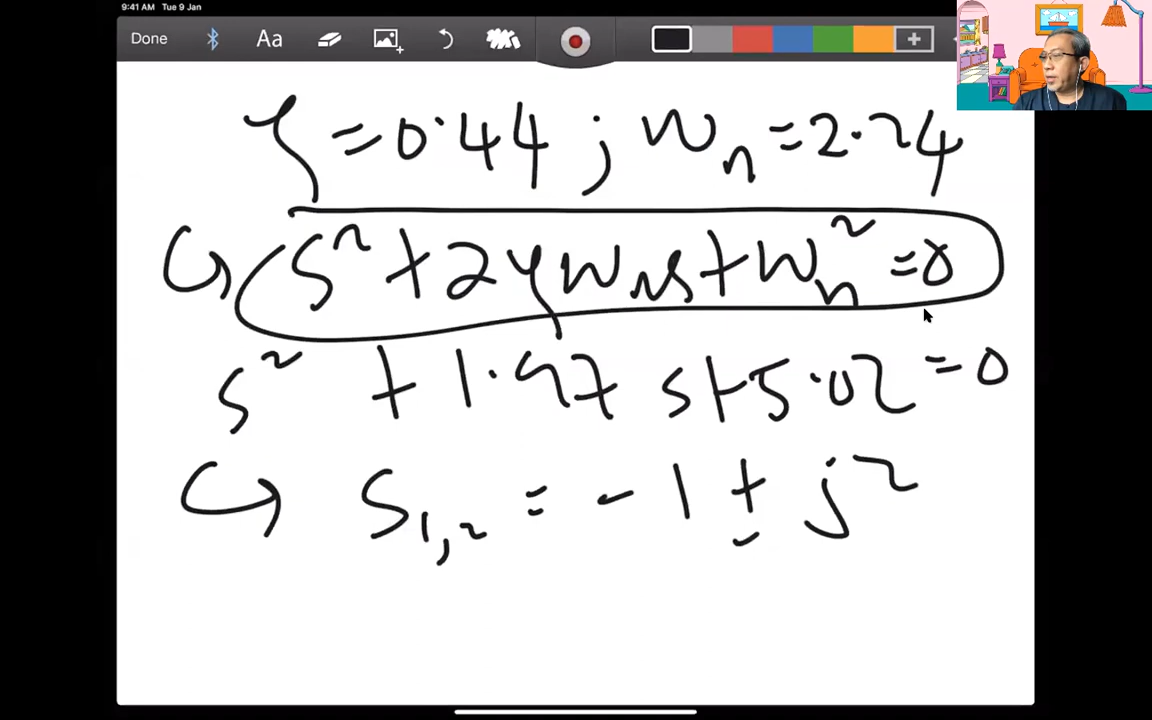 9:41 AM Tue 9 Jan
Done Aa
ζ = 0.44 ; ωn = 2.24
↪ s² + 2ζωns + ωn² = 0
s² + 1.97 s + 5.02 = 0
↪ s1,2 = -1 ± j2